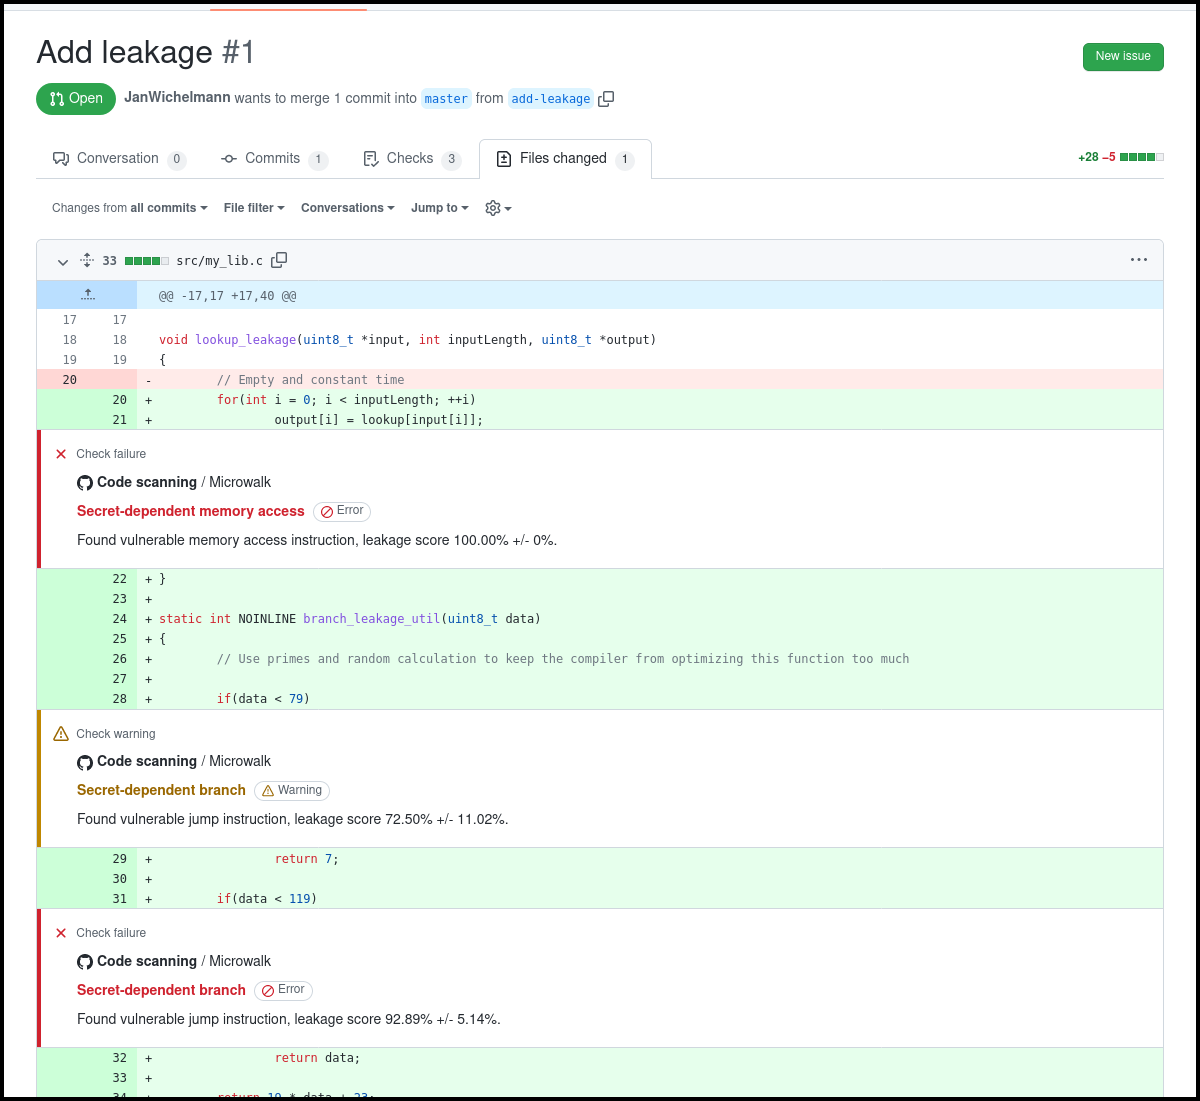 Add leakage #1
New issue
Open JanWichelmann wants to merge 1 commit into master from add-leakage
Conversation 0 Commits 1 Checks 3 Files changed 1 +28 −5
Changes from all commits File filter Conversations Jump to
33 src/my_lib.c
@@ -17,17 +17,40 @@
17 17
18 18 void lookup_leakage(uint8_t *input, int inputLength, uint8_t *output)
19 19 {
20 - // Empty and constant time
20 + for(int i = 0; i < inputLength; ++i)
21 + output[i] = lookup[input[i]];
Check failure
Code scanning / Microwalk
Secret-dependent memory access Error
Found vulnerable memory access instruction, leakage score 100.00% +/- 0%.
22 + }
23 +
24 + static int NOINLINE branch_leakage_util(uint8_t data)
25 + {
26 + // Use primes and random calculation to keep the compiler from optimizing this function too much
27 +
28 + if(data < 79)
Check warning
Code scanning / Microwalk
Secret-dependent branch Warning
Found vulnerable jump instruction, leakage score 72.50% +/- 11.02%.
29 + return 7;
30 +
31 + if(data < 119)
Check failure
Code scanning / Microwalk
Secret-dependent branch Error
Found vulnerable jump instruction, leakage score 92.89% +/- 5.14%.
32 + return data;
33 +
34 + return * data +